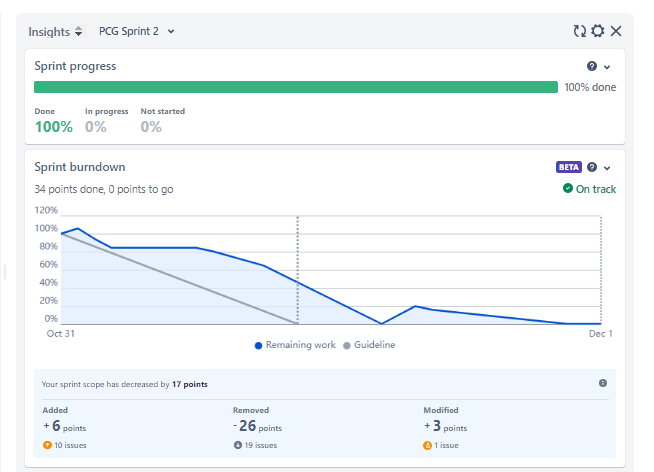 Insights PCG Sprint 2
Sprint progress
100% done
Done In progress Not started
100% 0% 0%
Sprint burndown BETA
34 points done, 0 points to go On track
120%
100%
80%
60%
40%
20%
0%
Oct 31 Dec 1
Remaining work Guideline
Your sprint scope has decreased by 17 points
Added Removed Modified
+6 points -26 points +3 points
10 issues 19 issues 1 issue